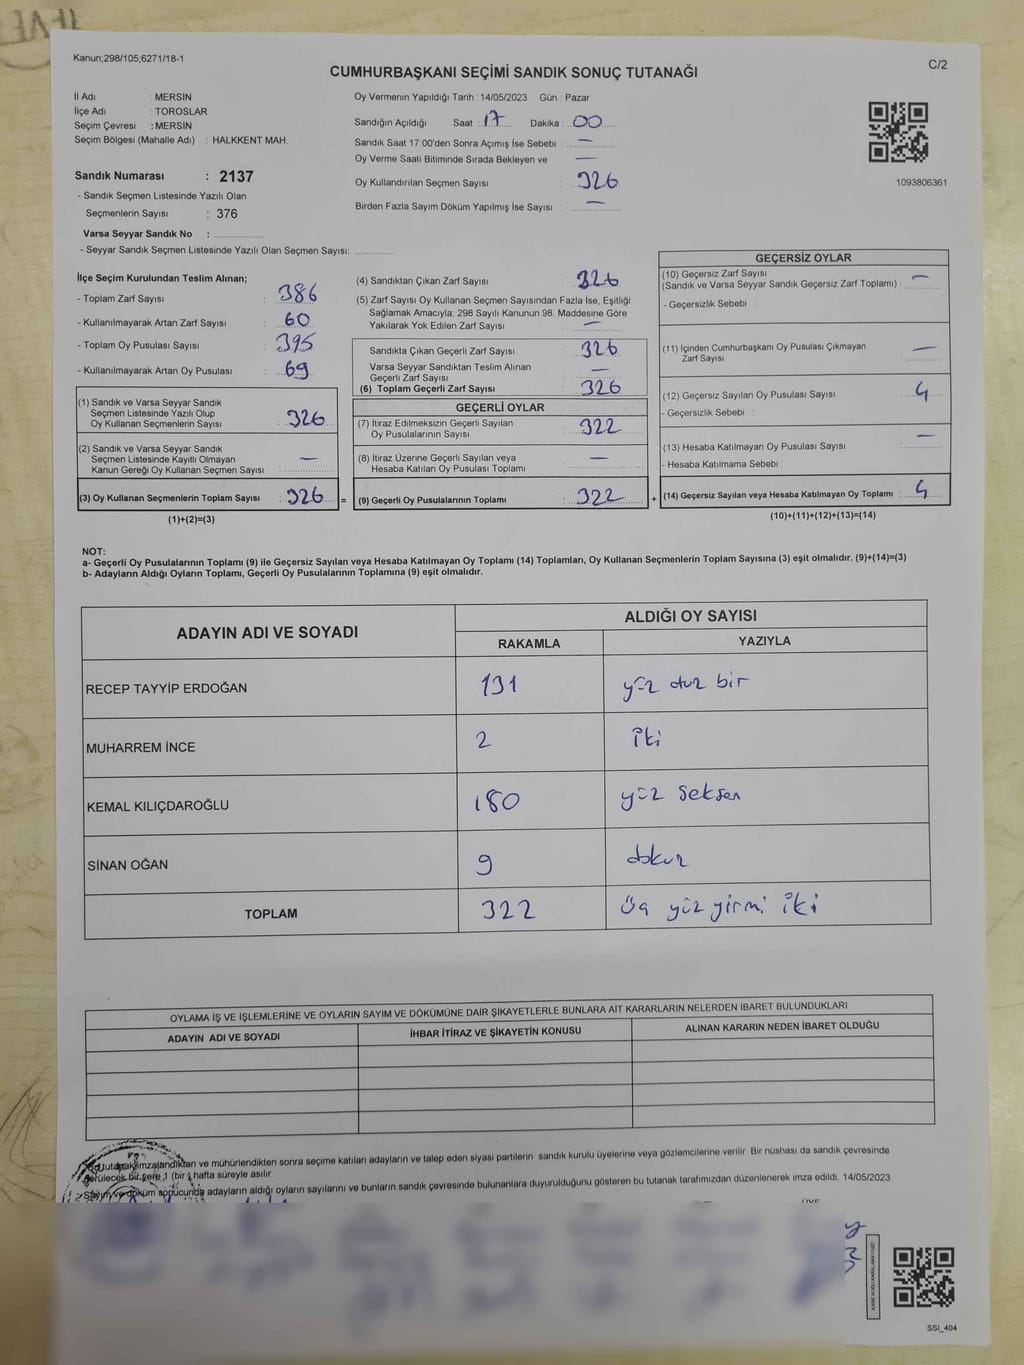 Kanun;298/105;6271/18-1
C/2
CUMHURBAŞKANI SEÇİMİ SANDIK SONUÇ TUTANAĞI
İl Adı : MERSİN
İlçe Adı : TOROSLAR
Seçim Çevresi : MERSİN
Seçim Bölgesi (Mahalle Adı) : HALKKENT MAH.
Sandık Numarası : 2137
- Sandık Seçmen Listesinde Yazılı Olan
Seçmenlerin Sayısı : 376
Varsa Seyyar Sandık No :
- Seyyar Sandık Seçmen Listesinde Yazılı Olan Seçmen Sayısı:
Oy Vermenin Yapıldığı Tarih : 14/05/2023 Gün : Pazar
Sandığın Açıldığı Saat : 17 Dakika : 00
Sandık Saat 17:00'den Sonra Açımış İse Sebebi : —
Oy Verme Saati Bitiminde Sırada Bekleyen ve —
Oy Kullandırılan Seçmen Sayısı : 326
Birden Fazla Sayım Döküm Yapılmış İse Sayısı : —
1093806361
İlçe Seçim Kurulundan Teslim Alınan;
- Toplam Zarf Sayısı : 386
- Kullanılmayarak Artan Zarf Sayısı : 60
- Toplam Oy Pusulası Sayısı : 395
- Kullanılmayarak Artan Oy Pusulası : 69
(1) Sandık ve Varsa Seyyar Sandık
Seçmen Listesinde Yazılı Olup
Oy Kullanan Seçmenlerin Sayısı : 326
(2) Sandık ve Varsa Seyyar Sandık
Seçmen Listesinde Kayıtlı Olmayan
Kanun Gereği Oy Kullanan Seçmen Sayısı : —
(3) Oy Kullanan Seçmenlerin Toplam Sayısı : 326 =
(1)+(2)=(3)
(4) Sandıktan Çıkan Zarf Sayısı : 326
(5) Zarf Sayısı Oy Kullanan Seçmen Sayısından Fazla İse, Eşitliği
Sağlamak Amacıyla; 298 Sayılı Kanunun 98. Maddesine Göre
Yakılarak Yok Edilen Zarf Sayısı : —
Sandıkta Çıkan Geçerli Zarf Sayısı : 326
Varsa Seyyar Sandıktan Teslim Alınan
Geçerli Zarf Sayısı : —
(6) Toplam Geçerli Zarf Sayısı : 326
GEÇERLİ OYLAR
(7) İtiraz Edilmeksizin Geçerli Sayılan
Oy Pusulalarının Sayısı : 322
(8) İtiraz Üzerine Geçerli Sayılan veya
Hesaba Katılan Oy Pusulası Toplamı : —
(9) Geçerli Oy Pusulalarının Toplamı : 322 +
GEÇERSİZ OYLAR
(10) Geçersiz Zarf Sayısı
(Sandık ve Varsa Seyyar Sandık Geçersiz Zarf Toplamı) : —
- Geçersizlik Sebebi :
(11) İçinden Cumhurbaşkanı Oy Pusulası Çıkmayan
Zarf Sayısı : —
(12) Geçersiz Sayılan Oy Pusulası Sayısı : 4
- Geçersizlik Sebebi :
(13) Hesaba Katılmayan Oy Pusulası Sayısı : —
- Hesaba Katılmama Sebebi :
(14) Geçersiz Sayılan veya Hesaba Katılmayan Oy Toplamı : 4
(10)+(11)+(12)+(13)=(14)
NOT:
a- Geçerli Oy Pusulalarının Toplamı (9) ile Geçersiz Sayılan veya Hesaba Katılmayan Oy Toplamı (14) Toplamları, Oy Kullanan Seçmenlerin Toplam Sayısına (3) eşit olmalıdır. (9)+(14)=(3)
b- Adayların Aldığı Oyların Toplamı, Geçerli Oy Pusulalarının Toplamına (9) eşit olmalıdır.
ADAYIN ADI VE SOYADI
ALDIĞI OY SAYISI
RAKAMLA YAZIYLA
RECEP TAYYİP ERDOĞAN 131 yüz otuz bir
MUHARREM İNCE 2 iki
KEMAL KILIÇDAROĞLU 180 yüz seksen
SİNAN OĞAN 9 dokuz
TOPLAM 322 üç yüz yirmi iki
OYLAMA İŞ VE İŞLEMLERİNE VE OYLARIN SAYIM VE DÖKÜMÜNE DAİR ŞİKAYETLERLE BUNLARA AİT KARARLARIN NELERDEN İBARET BULUNDUKLARI
ADAYIN ADI VE SOYADI İHBAR İTİRAZ VE ŞİKAYETİN KONUSU ALINAN KARARIN NEDEN İBARET OLDUĞU
tutanak imzalandıktan ve mühürlendikten sonra seçime katılan adayların ve talep eden siyasi partilerin sandık kurulu üyelerine veya gözlemcilerine verilir Bir nüshası da sandık çevresinde
görülecek bir yere 1 (bir) hafta süreyle asılır.
Sayım ve döküm sonucunda adayların aldığı oyların sayılarını ve bunların sandık çevresinde bulunanlara duyurulduğunu gösteren bu tutanak tarafımızdan düzenlenerek imza edildi. 14/05/2023
SSI_404